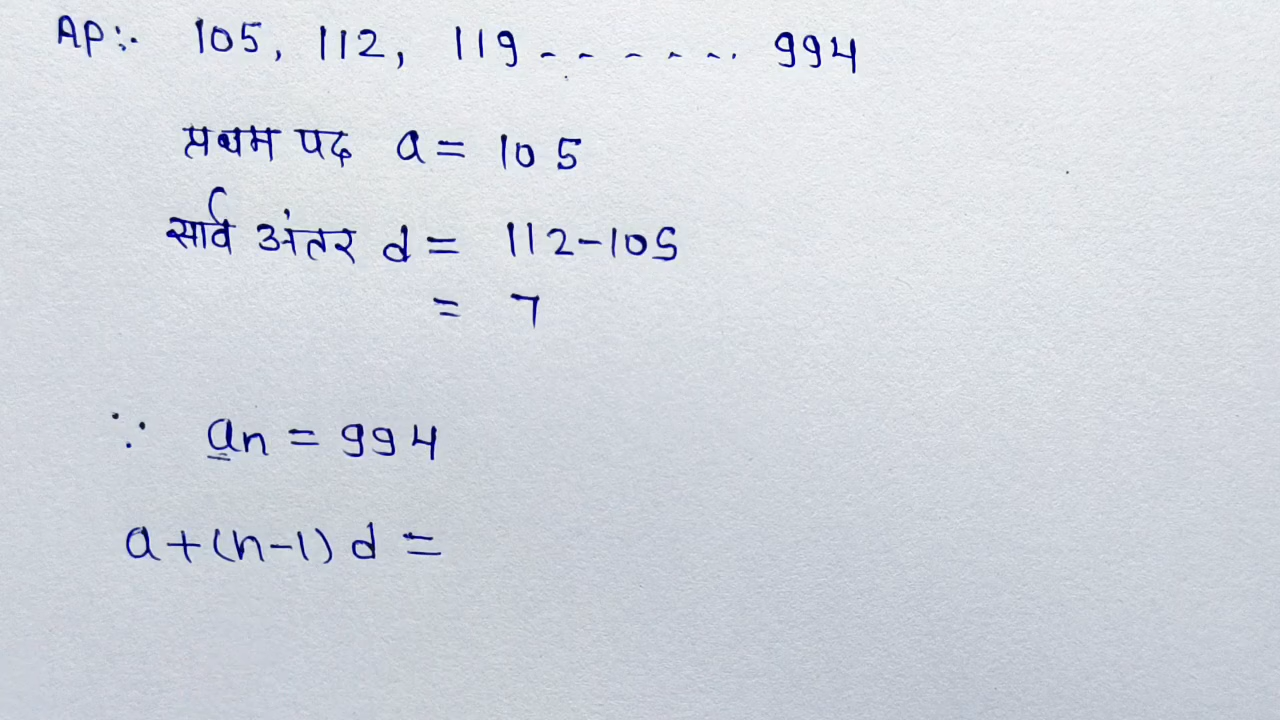 AP:- 105, 112, 119 - - - - - - . 994
प्रथम पद a = 105
सार्व अंतर d = 112-105
= 7
∵ an = 994
a+(n-1) d =